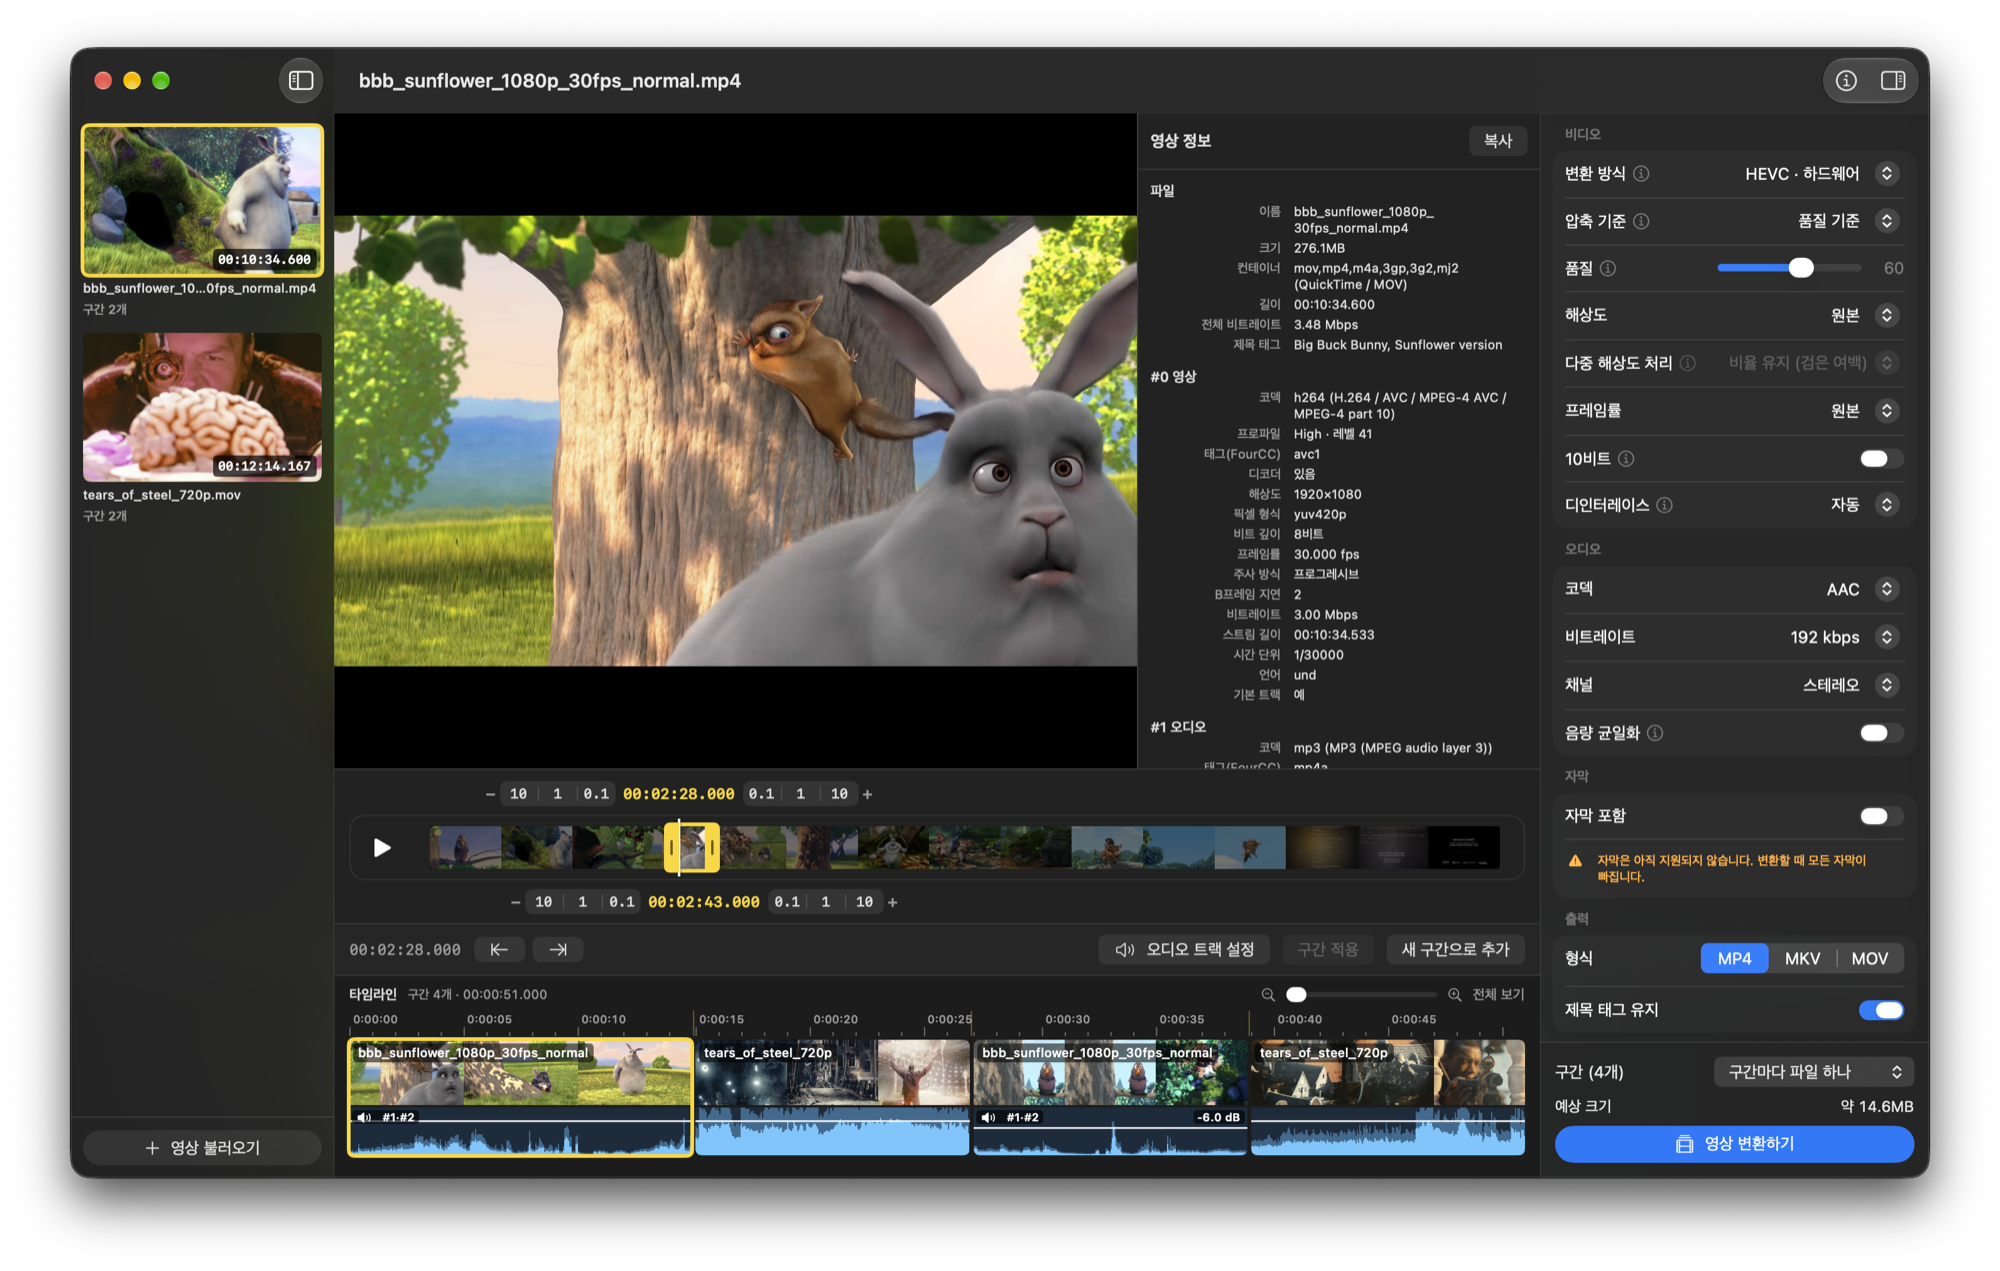 bbb_sunflower_1080p_30fps_normal.mp4
00:10:34.600
bbb_sunflower_10...0fps_normal.mp4
구간 2개
00:12:14.167
tears_of_steel_720p.mov
구간 2개
+ 영상 불러오기
영상 정보 복사
파일
이름 bbb_sunflower_1080p_
30fps_normal.mp4
크기 276.1MB
컨테이너 mov,mp4,m4a,3gp,3g2,mj2
(QuickTime / MOV)
길이 00:10:34.600
전체 비트레이트 3.48 Mbps
제목 태그 Big Buck Bunny, Sunflower version
#0 영상
코덱 h264 (H.264 / AVC / MPEG-4 AVC /
MPEG-4 part 10)
프로파일 High · 레벨 41
태그(FourCC) avc1
디코더 있음
해상도 1920×1080
픽셀 형식 yuv420p
비트 깊이 8비트
프레임률 30.000 fps
주사 방식 프로그레시브
B프레임 지연 2
비트레이트 3.00 Mbps
스트림 길이 00:10:34.533
시간 단위 1/30000
언어 und
기본 트랙 예
#1 오디오
코덱 mp3 (MP3 (MPEG audio layer 3))
태그(FourCC) mp4a
− 10 1 0.1 00:02:28.000 0.1 1 10 +
− 10 1 0.1 00:02:43.000 0.1 1 10 +
00:02:28.000 오디오 트랙 설정 구간 적용 새 구간으로 추가
타임라인 구간 4개 · 00:00:51.000 전체 보기
0:00:00 0:00:05 0:00:10 0:00:15 0:00:20 0:00:25 0:00:30 0:00:35 0:00:40 0:00:45
bbb_sunflower_1080p_30fps_normal tears_of_steel_720p bbb_sunflower_1080p_30fps_normal tears_of_steel_720p
#1·#2 #1·#2 -6.0 dB
비디오
변환 방식 HEVC · 하드웨어
압축 기준 품질 기준
품질 60
해상도 원본
다중 해상도 처리 비율 유지 (검은 여백)
프레임률 원본
10비트
디인터레이스 자동
오디오
코덱 AAC
비트레이트 192 kbps
채널 스테레오
음량 균일화
자막
자막 포함
자막은 아직 지원되지 않습니다. 변환할 때 모든 자막이
빠집니다.
출력
형식 MP4 MKV MOV
제목 태그 유지
구간 (4개) 구간마다 파일 하나
예상 크기 약 14.6MB
영상 변환하기